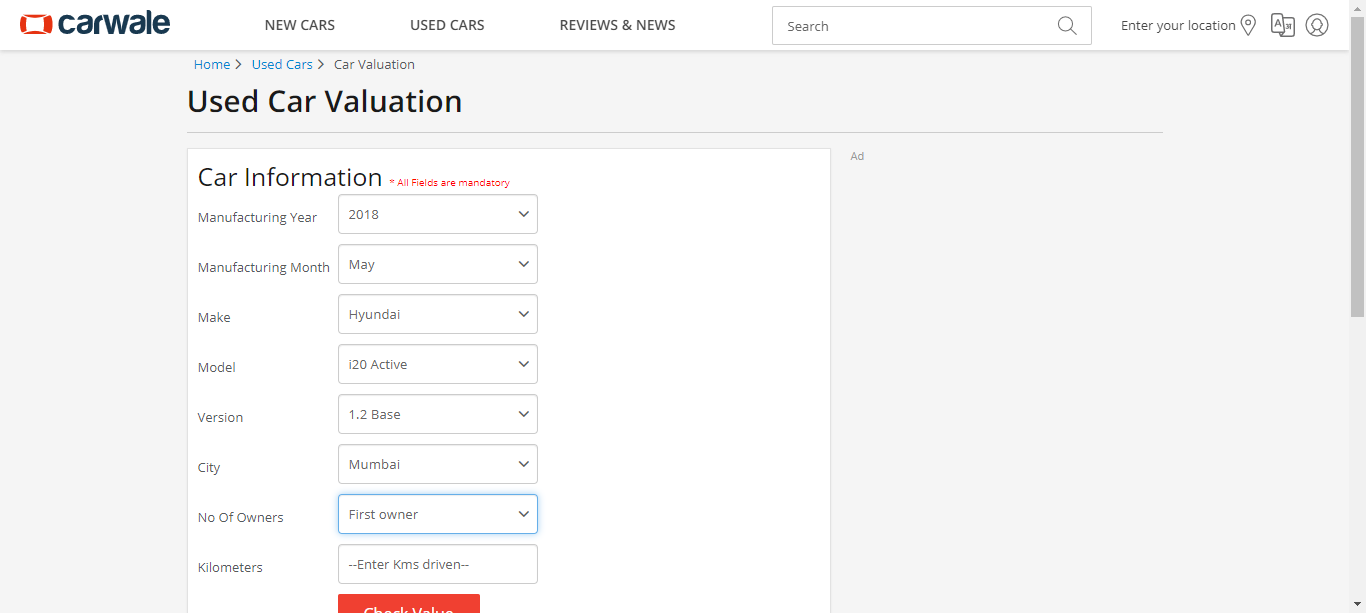 carwale NEW CARS USED CARS REVIEWS & NEWS Search Enter your location
Home > Used Cars > Car Valuation
Used Car Valuation
Ad
Car Information * All Fields are mandatory
Manufacturing Year 2018
Manufacturing Month May
Make Hyundai
Model i20 Active
Version 1.2 Base
City Mumbai
No Of Owners First owner
Kilometers --Enter Kms driven--
Check Value